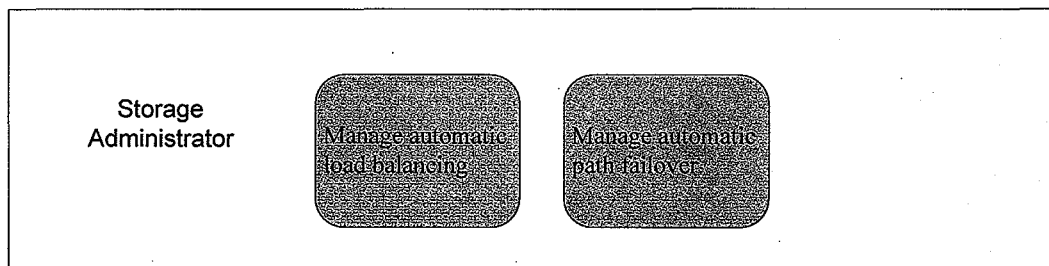 Storage
Administrator
Manage automatic
load balancing
Manage automatic
path failover